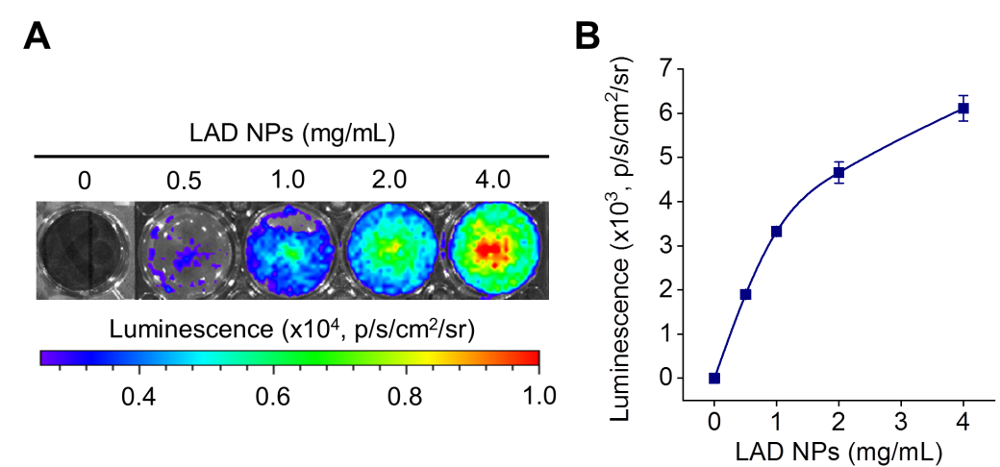 A
LAD NPs (mg/mL)
0 0.5 1.0 2.0 4.0
Luminescence (x10⁴, p/s/cm²/sr)
0.4 0.6 0.8 1.0
B
Luminescence (x10³, p/s/cm²/sr)
7
6
5
4
3
2
1
0
0 1 2 3 4
LAD NPs (mg/mL)